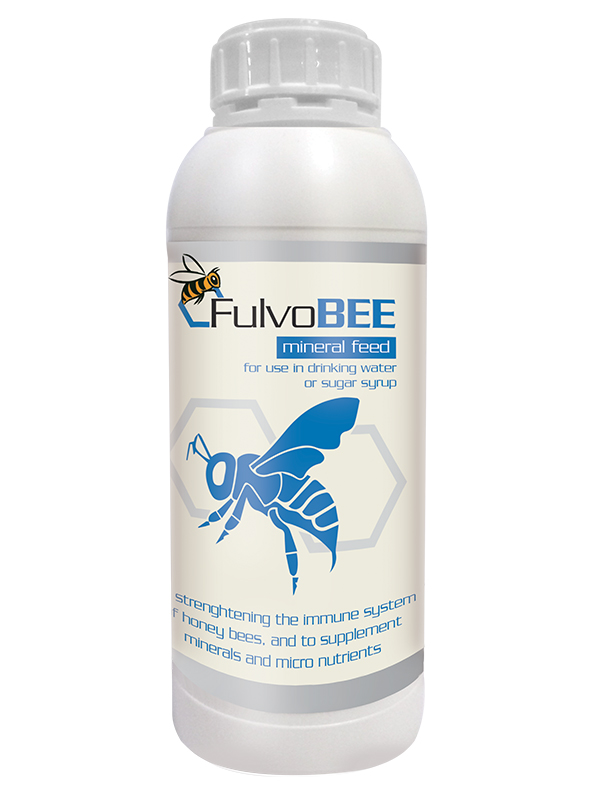 FulvoBEE
mineral feed
for use in drinking water
or sugar syrup
strenghtening the immune system
of honey bees, and to supplement
minerals and micro nutrients